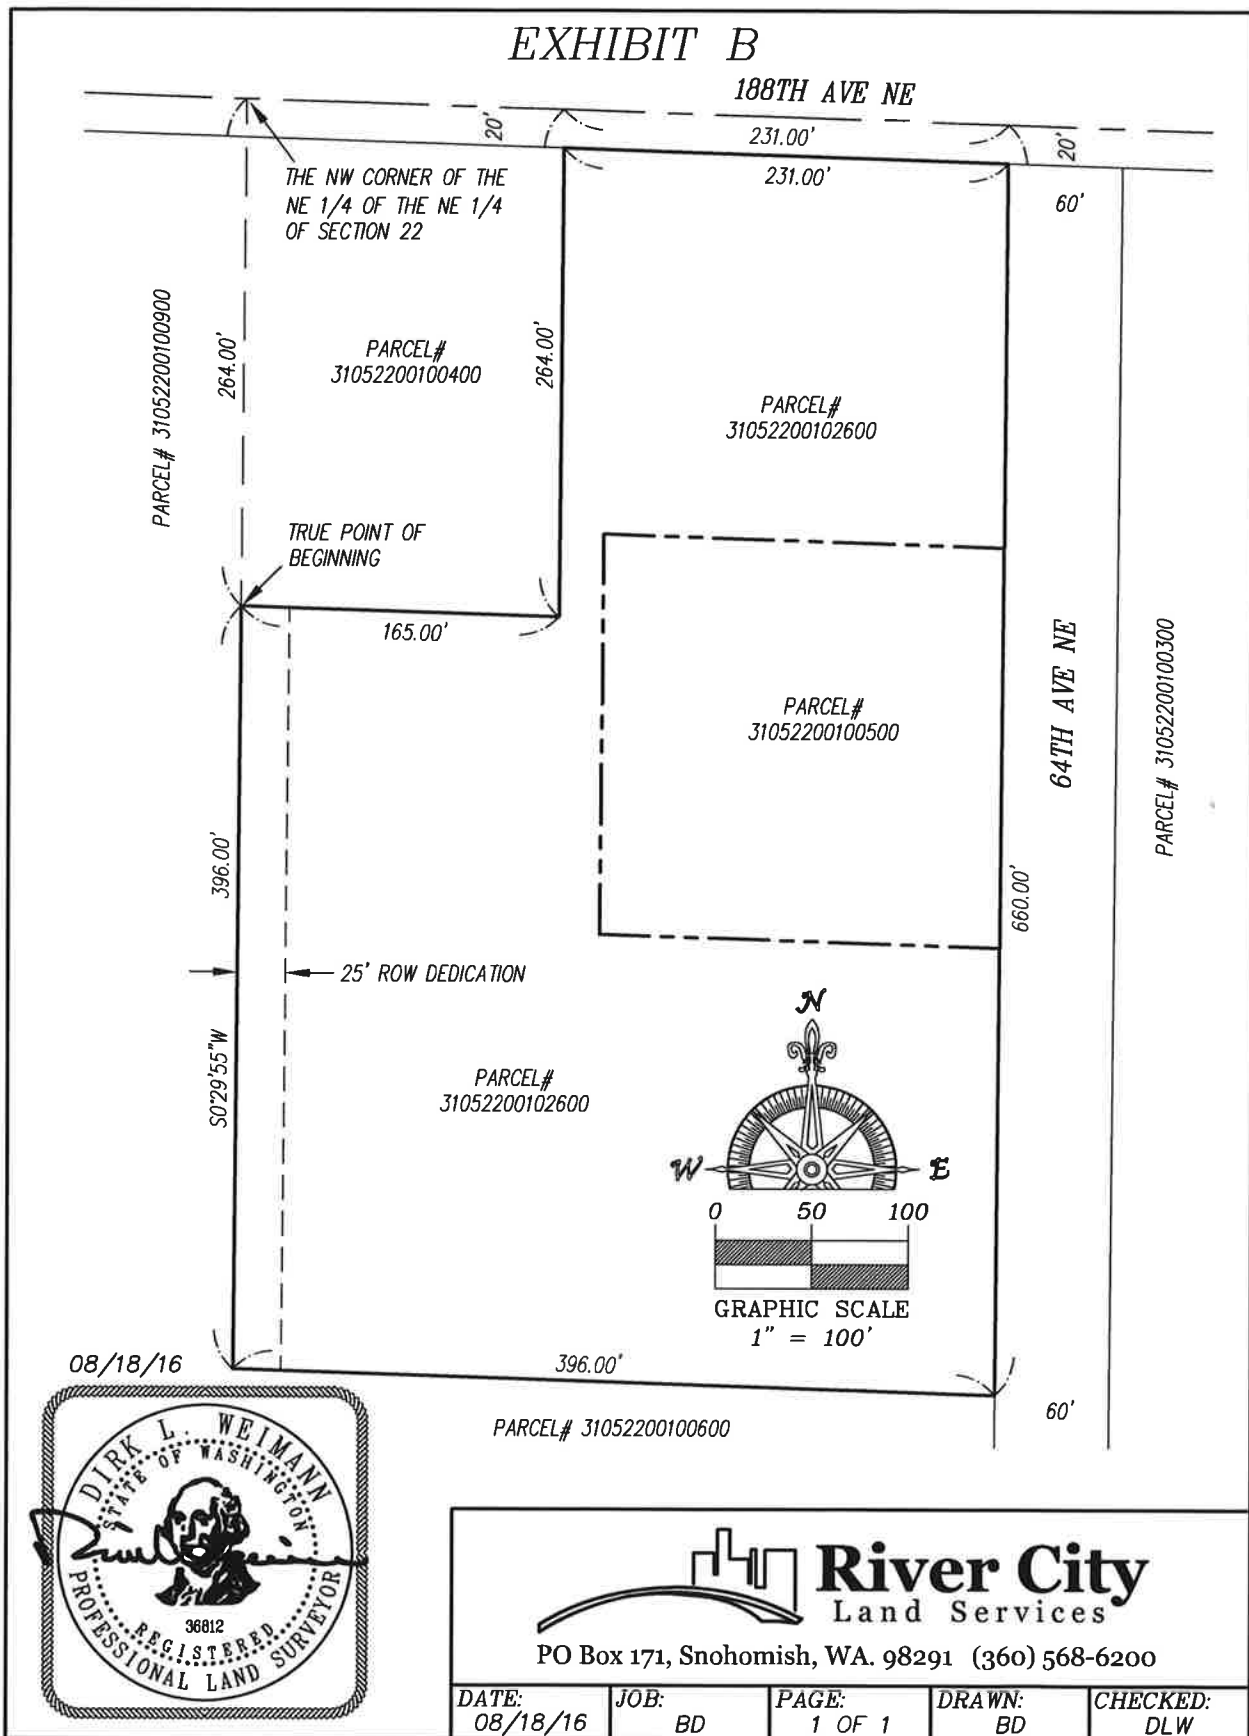 EXHIBIT B
188TH AVE NE
20'
231.00'
20'
231.00'
THE NW CORNER OF THE
NE 1/4 OF THE NE 1/4
OF SECTION 22
60'
PARCEL# 31052200100900
264.00'
PARCEL#
31052200100400
264.00'
PARCEL#
31052200102600
TRUE POINT OF
BEGINNING
165.00'
PARCEL#
31052200100500
64TH AVE NE
PARCEL# 31052200100300
396.00'
660.00'
25' ROW DEDICATION
S0°29'55"W
PARCEL#
31052200102600
N
W
E
0 50 100
GRAPHIC SCALE
1" = 100'
396.00'
08/18/16
60'
PARCEL# 31052200100600
DIRK L. WEIMANN
STATE OF WASHINGTON
36812
REGISTERED
PROFESSIONAL LAND SURVEYOR
River City
Land Services
PO Box 171, Snohomish, WA. 98291 (360) 568-6200
DATE: JOB: PAGE: DRAWN: CHECKED:
08/18/16 BD 1 OF 1 BD DLW